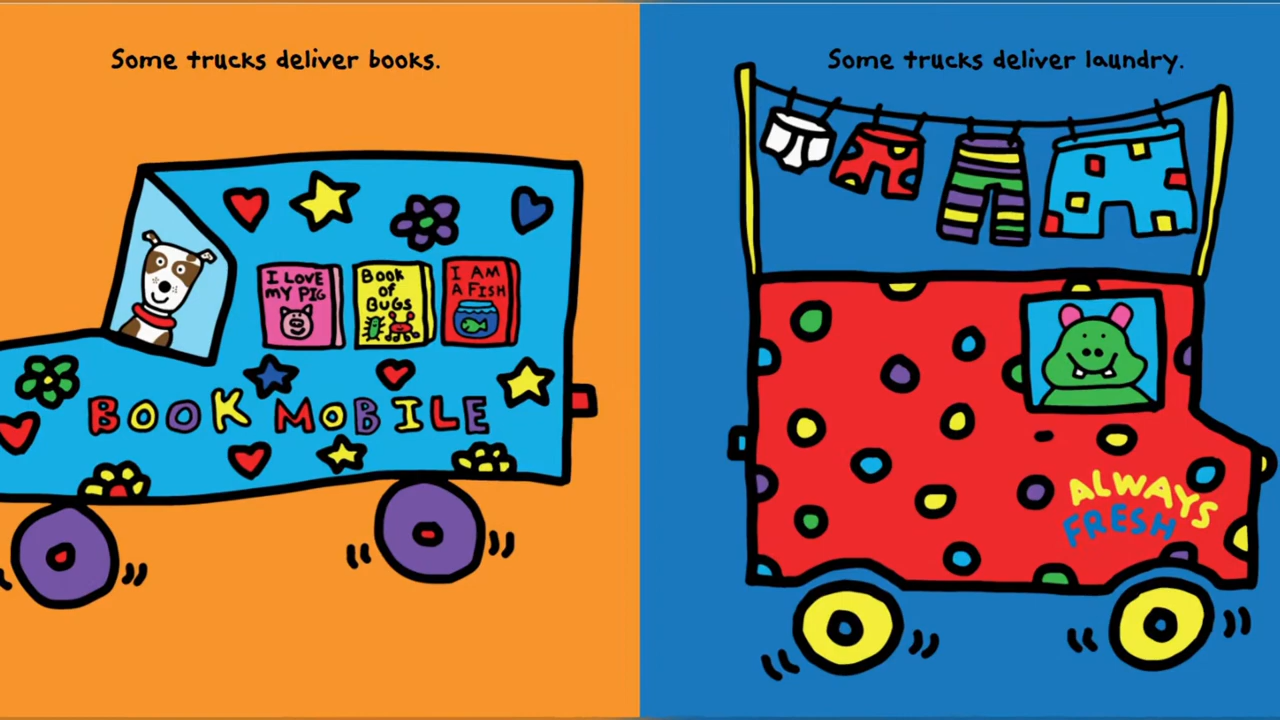 Some trucks deliver books.
I LOVE
MY PIG
BOOK
OF
BUGS
I AM
A FISH
BOOK MOBILE
Some trucks deliver laundry.
ALWAYS
FRESH